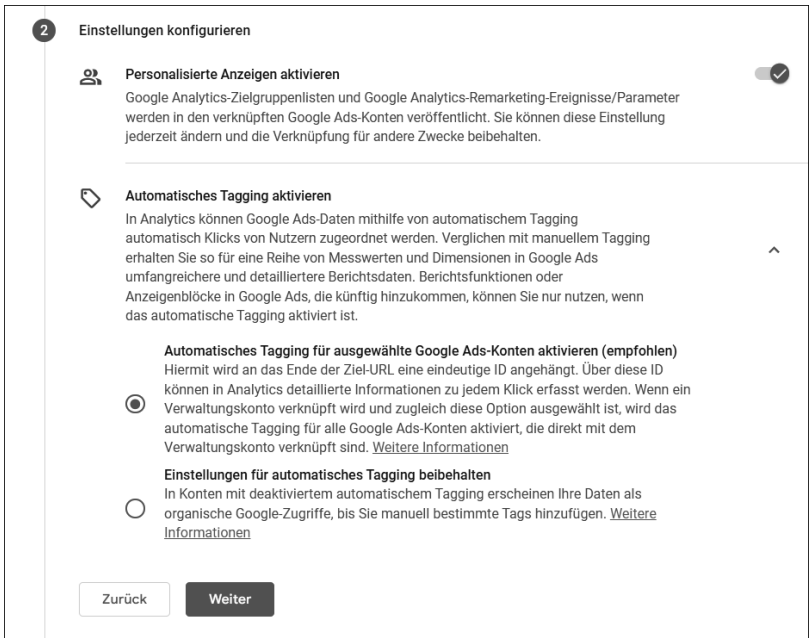 2 Einstellungen konfigurieren
Personalisierte Anzeigen aktivieren
Google Analytics-Zielgruppenlisten und Google Analytics-Remarketing-Ereignisse/Parameter
werden in den verknüpften Google Ads-Konten veröffentlicht. Sie können diese Einstellung
jederzeit ändern und die Verknüpfung für andere Zwecke beibehalten.
Automatisches Tagging aktivieren
In Analytics können Google Ads-Daten mithilfe von automatischem Tagging
automatisch Klicks von Nutzern zugeordnet werden. Verglichen mit manuellem Tagging
erhalten Sie so für eine Reihe von Messwerten und Dimensionen in Google Ads
umfangreichere und detailliertere Berichtsdaten. Berichtsfunktionen oder
Anzeigenblöcke in Google Ads, die künftig hinzukommen, können Sie nur nutzen, wenn
das automatische Tagging aktiviert ist.
Automatisches Tagging für ausgewählte Google Ads-Konten aktivieren (empfohlen)
Hiermit wird an das Ende der Ziel-URL eine eindeutige ID angehängt. Über diese ID
können in Analytics detaillierte Informationen zu jedem Klick erfasst werden. Wenn ein
Verwaltungskonto verknüpft wird und zugleich diese Option ausgewählt ist, wird das
automatische Tagging für alle Google Ads-Konten aktiviert, die direkt mit dem
Verwaltungskonto verknüpft sind. Weitere Informationen
Einstellungen für automatisches Tagging beibehalten
In Konten mit deaktiviertem automatischem Tagging erscheinen Ihre Daten als
organische Google-Zugriffe, bis Sie manuell bestimmte Tags hinzufügen. Weitere
Informationen
Zurück Weiter